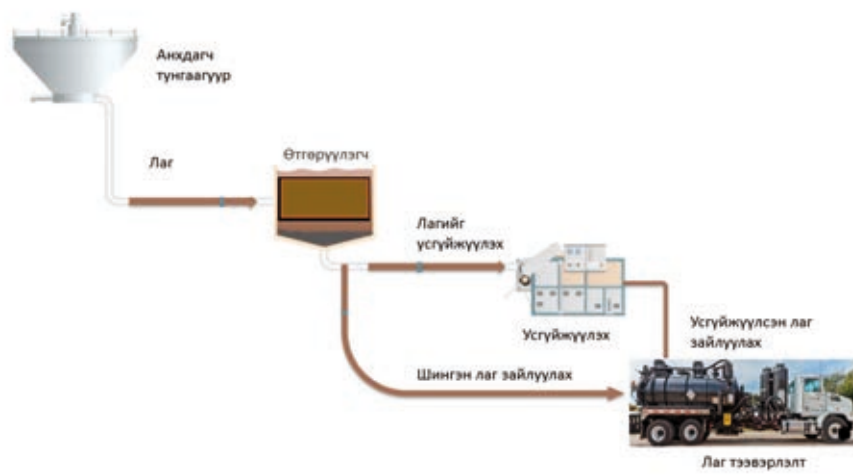 Анхдагч
тунгаагуур
Лаг
Өтгөрүүлэгч
Лагийг
усгүйжүүлэх
Усгүйжүүлэх
Усгүйжүүлсэн лаг
зайлуулах
Шингэн лаг зайлуулах
Лаг тээвэрлэлт